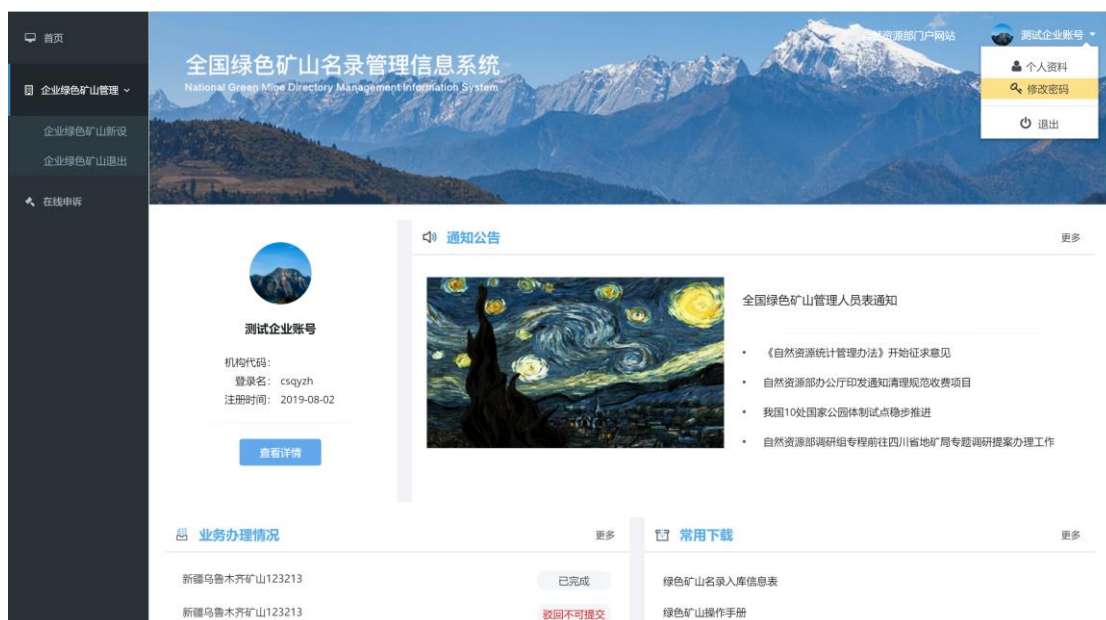 首页
企业绿色矿山管理
企业绿色矿山新设
企业绿色矿山退出
在线申诉
全国绿色矿山名录管理信息系统
National Green Mine Directory Management Information System
自然资源部门户网站
测试企业账号
个人资料
修改密码
退出
测试企业账号
机构代码：
登录名： csqyzh
注册时间： 2019-08-02
查看详情
通知公告 更多
全国绿色矿山管理人员表通知
• 《自然资源统计管理办法》开始征求意见
• 自然资源部办公厅印发通知清理规范收费项目
• 我国10处国家公园体制试点稳步推进
• 自然资源部调研组专程前往四川省地矿局专题调研提案办理工作
业务办理情况 更多
新疆乌鲁木齐矿山123213 已完成
新疆乌鲁木齐矿山123213 驳回不可提交
常用下载 更多
绿色矿山名录入库信息表
绿色矿山操作手册